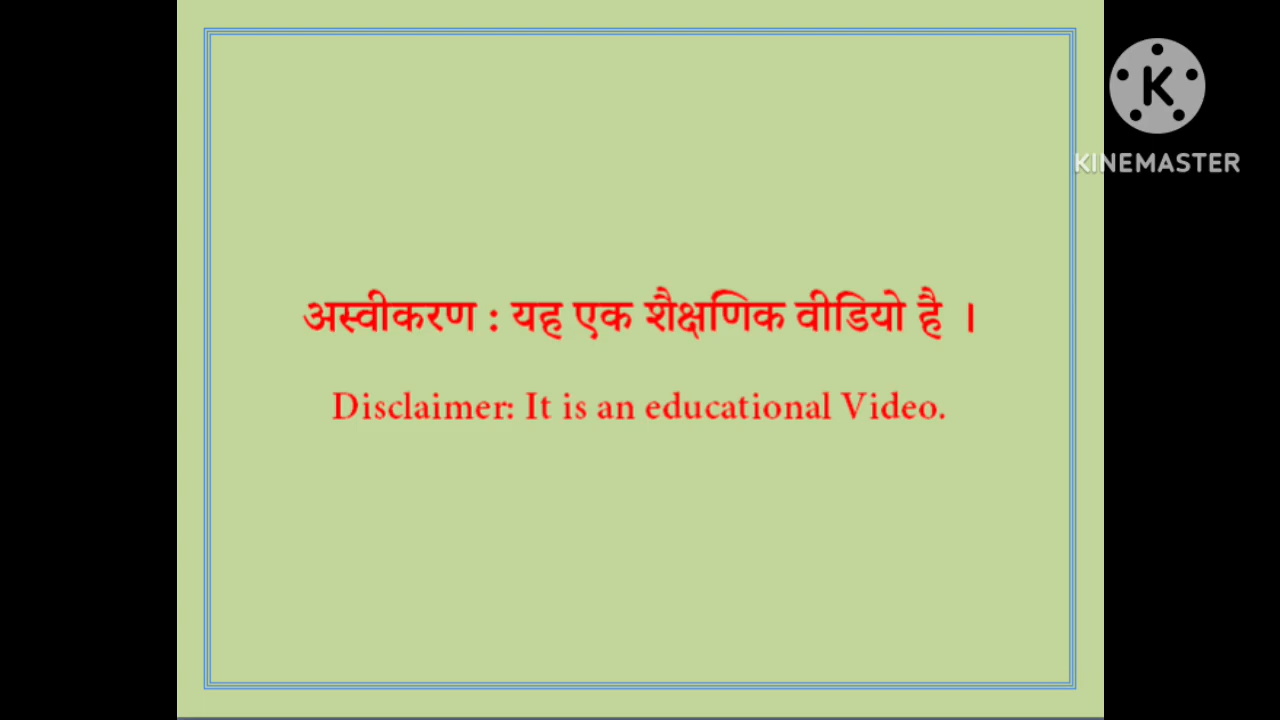 K
KINEMASTER
अस्वीकरण : यह एक शैक्षणिक वीडियो है ।
Disclaimer: It is an educational Video.